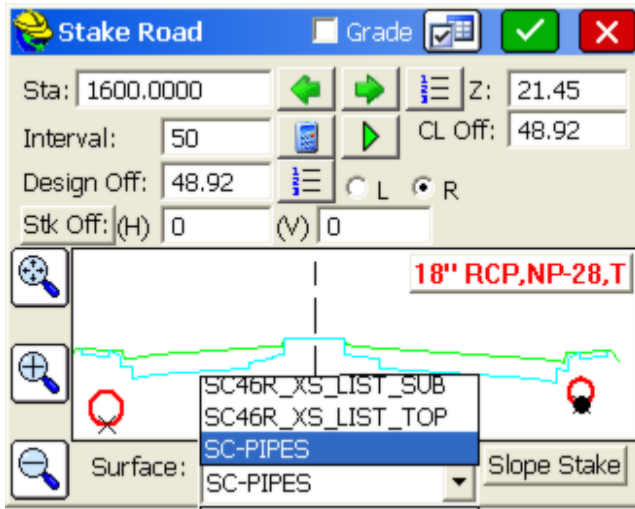 Stake Road Grade
Sta: 1600.0000 Z: 21.45
Interval: 50 CL Off: 48.92
Design Off: 48.92 L R
Stk Off: (H) 0 (V) 0
18" RCP,NP-28,T
SC46R_XS_LIST_SUB
SC46R_XS_LIST_TOP
SC-PIPES
Surface: SC-PIPES Slope Stake